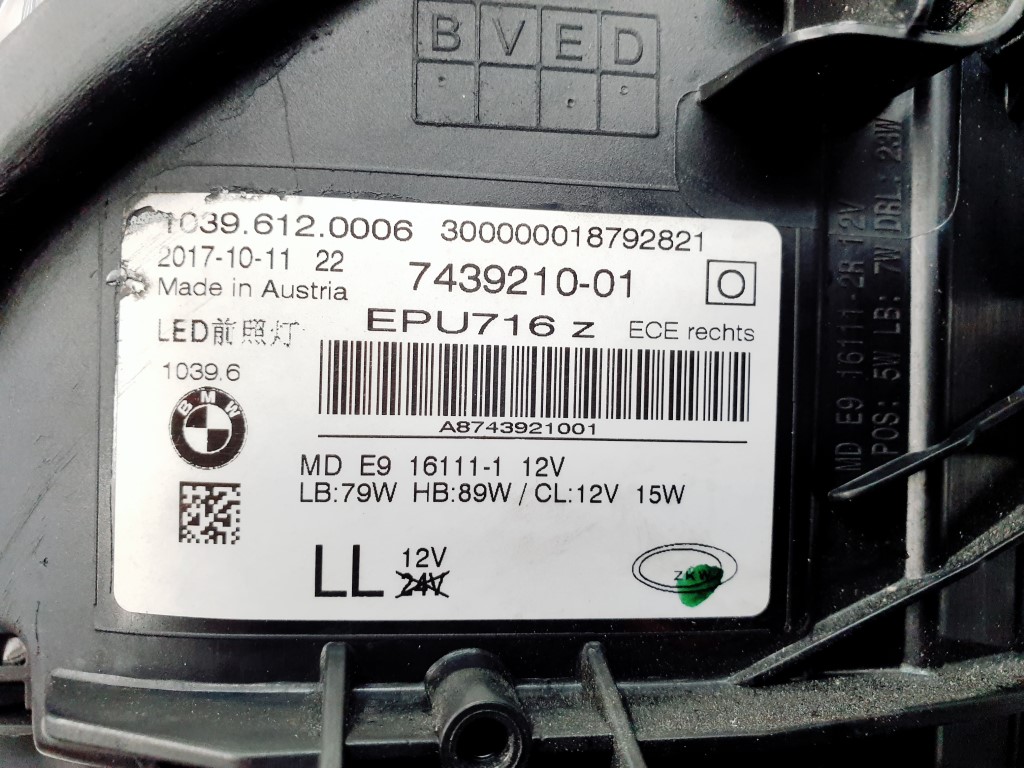 BVED
1039.612.0006 300000018792821
2017-10-11 22 7439210-01 O
Made in Austria
EPU716 z ECE rechts
LED前照灯
1039.6
BMW
A8743921001
MD E9 16111-1 12V
LB:79W HB:89W / CL:12V 15W
LL 12V
24V
ZKW
MD E9 16111-2R 12V
POS: 5W LB: 7W DRL: 23W